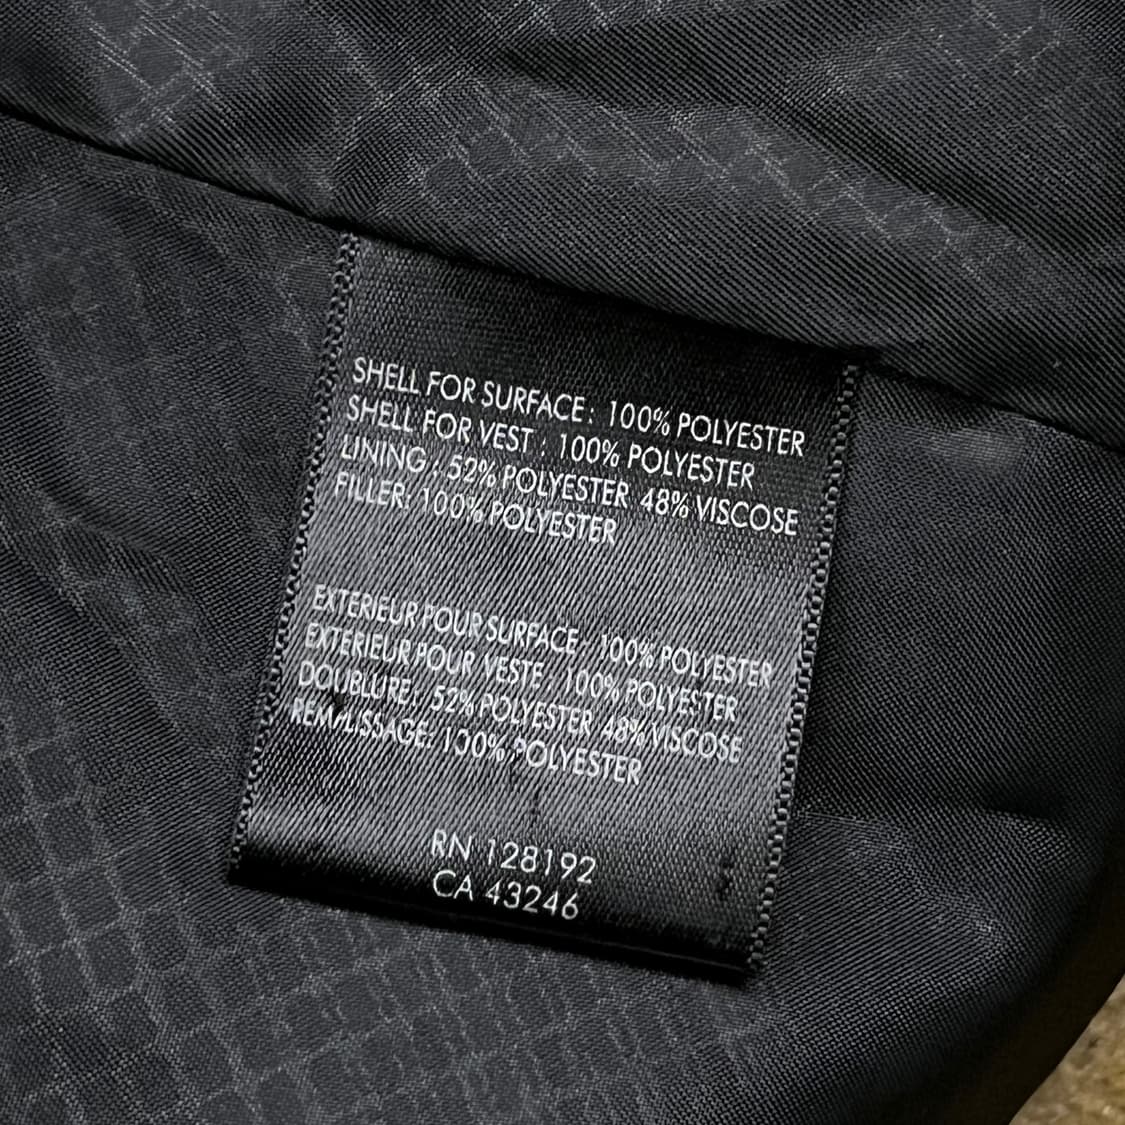 SHELL FOR SURFACE: 100% POLYESTER
SHELL FOR VEST : 100% POLYESTER
LINING : 52% POLYESTER 48% VISCOSE
FILLER: 100% POLYESTER
EXTERIEUR POUR SURFACE: 100% POLYESTER
EXTERIEUR POUR VESTE: 100% POLYESTER
DOUBLURE: 52% POLYESTER 48% VISCOSE
REMPLISSAGE: 100% POLYESTER
RN 128192
CA 43246